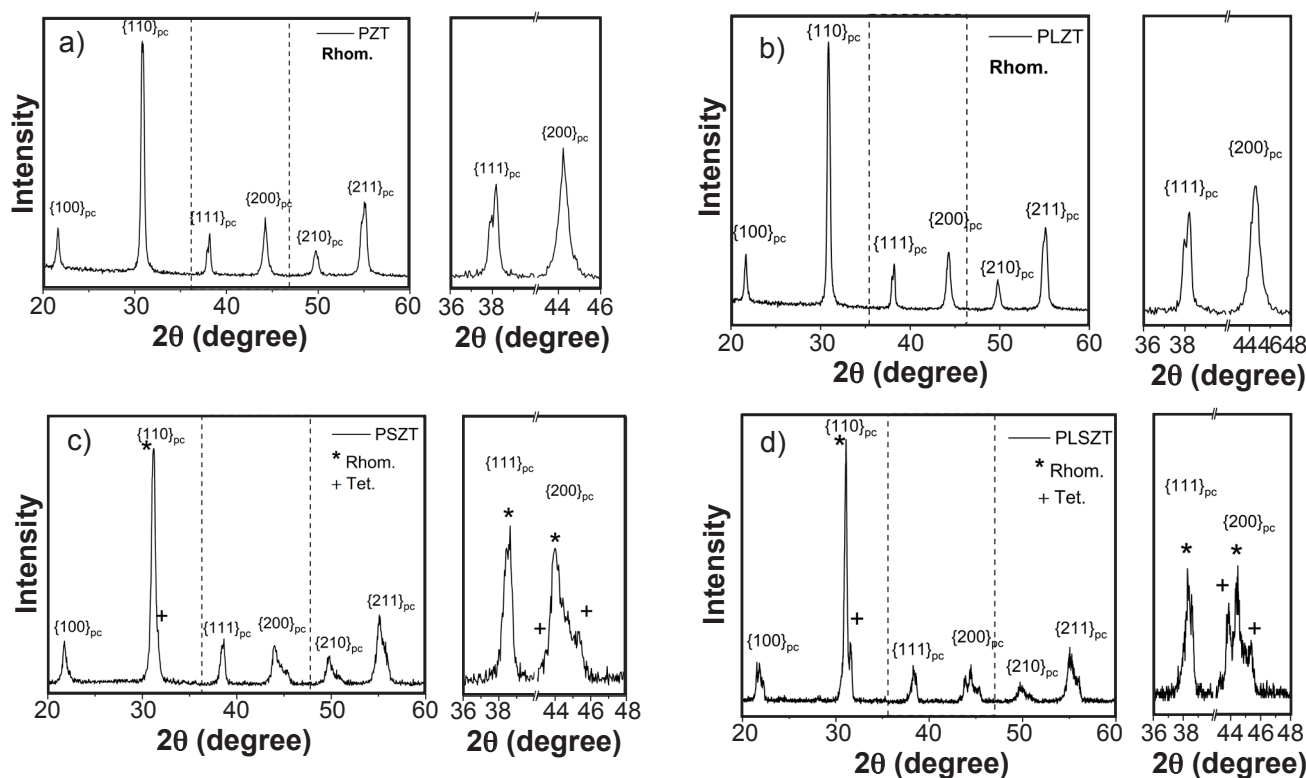 a)
{110}pc
PZT
Rhom.
{100}pc
{111}pc
{200}pc
{210}pc
{211}pc
Intensity
20 30 40 50 60
2θ (degree)
{111}pc
{200}pc
36 38 44 46
2θ (degree)
b)
{110}pc
PLZT
Rhom.
{100}pc
{111}pc
{200}pc
{210}pc
{211}pc
Intensity
20 30 40 50 60
2θ (degree)
{111}pc
{200}pc
36 38 444648
2θ (degree)
c)
{110}pc
PSZT
* Rhom.
+ Tet.
*
+
{100}pc
{111}pc
{200}pc
{210}pc
{211}pc
Intensity
20 30 40 50 60
2θ (degree)
{111}pc
{200}pc
* *
+ +
36 38 44 46 48
2θ (degree)
d)
{110}pc
PLSZT
* Rhom.
+ Tet.
*
+
{100}pc
{111}pc
{200}pc
{210}pc
{211}pc
Intensity
20 30 40 50 60
2θ (degree)
{111}pc
{200}pc
* *
+ +
36 38 44 46 48
2θ (degree)